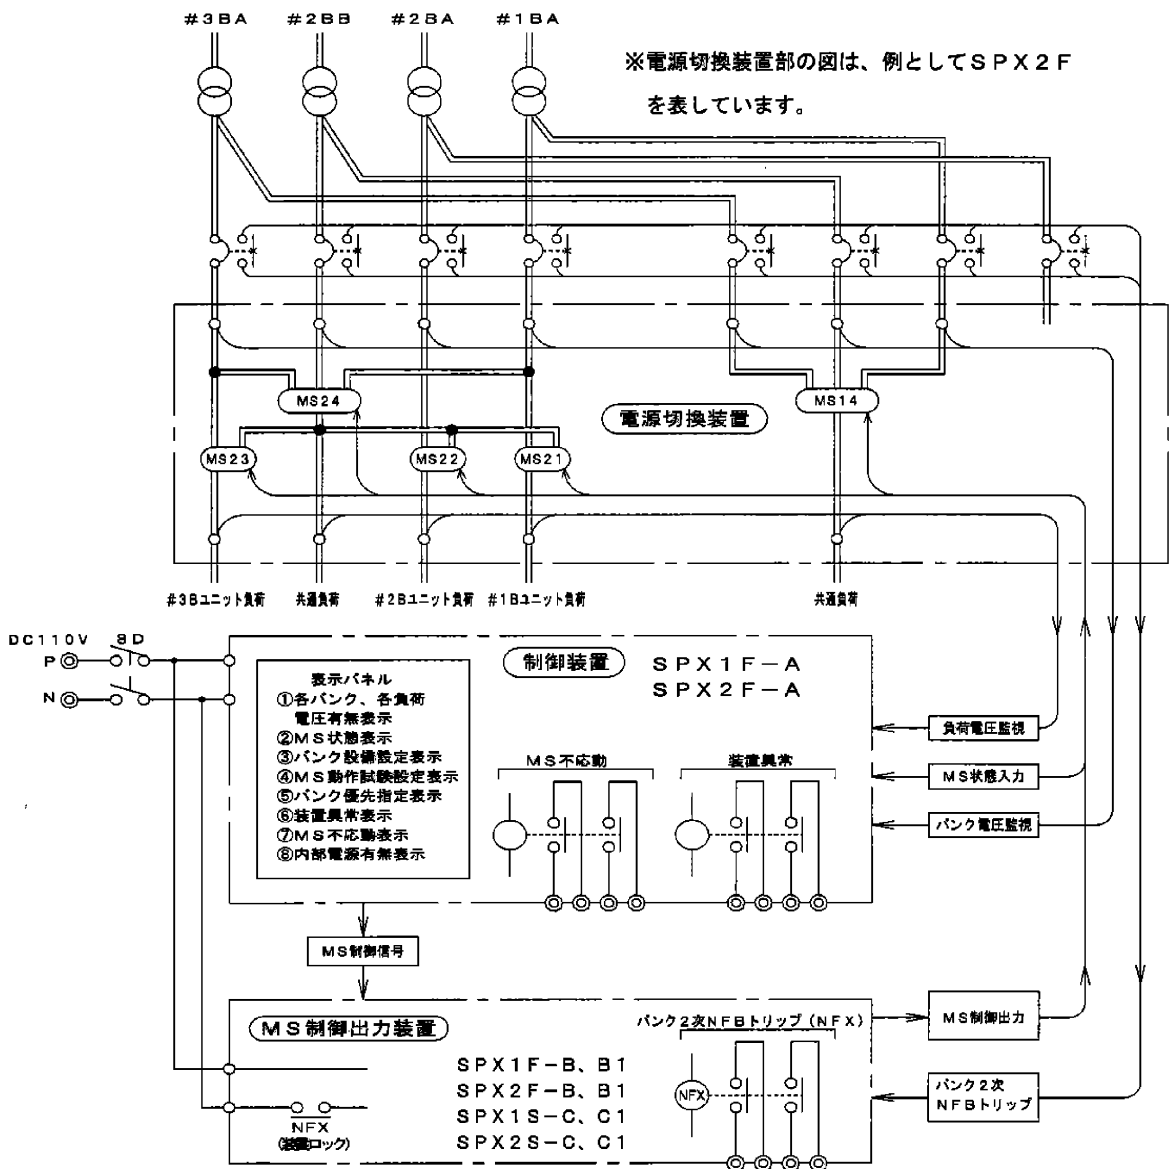 #3BA #2BB #2BA #1BA
※電源切換装置部の図は、例としてSPX2F
を表しています。
MS24
MS14
電源切換装置
MS23
MS22
MS21
#3Bユニット負荷
共通負荷
#2Bユニット負荷
#1Bユニット負荷
共通負荷
DC110V
8D
P
N
制御装置
SPX1F-A
SPX2F-A
表示パネル
①各バンク、各負荷
電圧有無表示
②MS状態表示
③バンク設備設定表示
④MS動作試験設定表示
⑤バンク優先指定表示
⑥装置異常表示
⑦MS不応動表示
⑧内部電源有無表示
MS不応動
装置異常
負荷電圧監視
MS状態入力
バンク電圧監視
MS制御信号
MS制御出力装置
バンク2次NFBトリップ(NFX)
SPX1F-B、B1
SPX2F-B、B1
SPX1S-C、C1
SPX2S-C、C1
NFX
MS制御出力
バンク2次
NFBトリップ
NFX
(装置ロック)